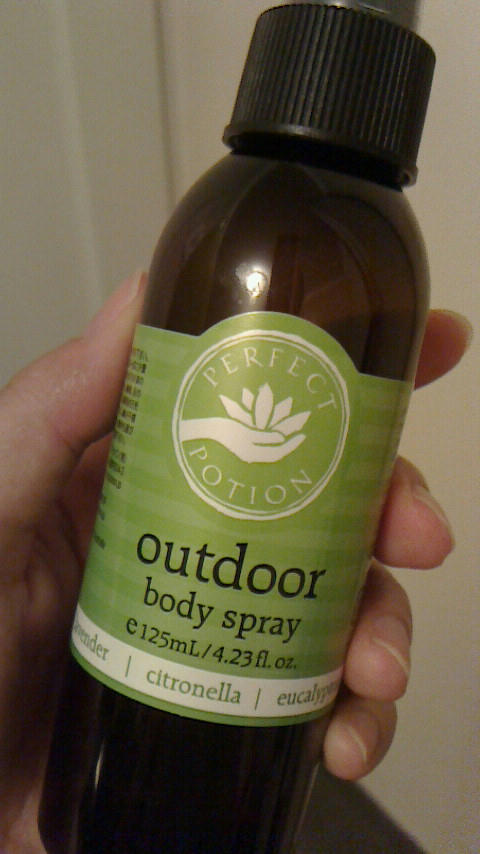 PERFECT
POTION
outdoor
body spray
e 125mL/4.23 fl. oz.
| citronella |